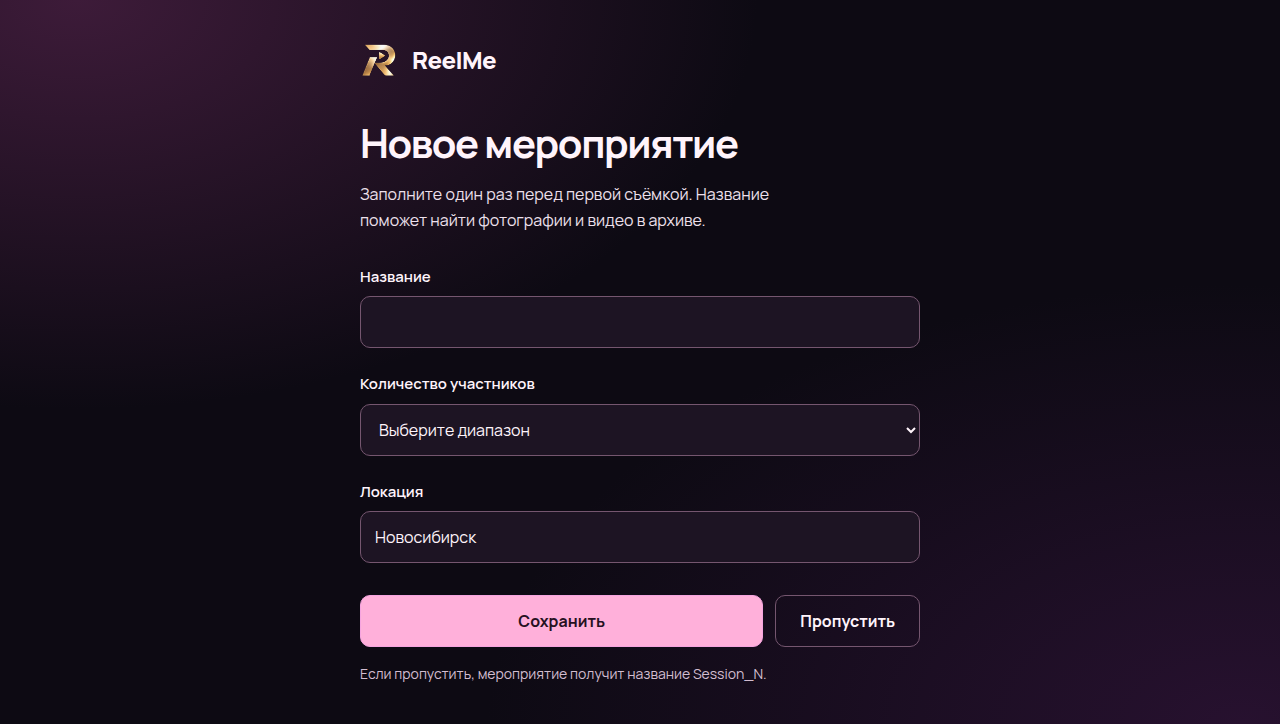 ReelMe
Новое мероприятие
Заполните один раз перед первой съёмкой. Название
поможет найти фотографии и видео в архиве.
Название
Количество участников
Выберите диапазон
Локация
Новосибирск
Сохранить
Пропустить
Если пропустить, мероприятие получит название Session_N.